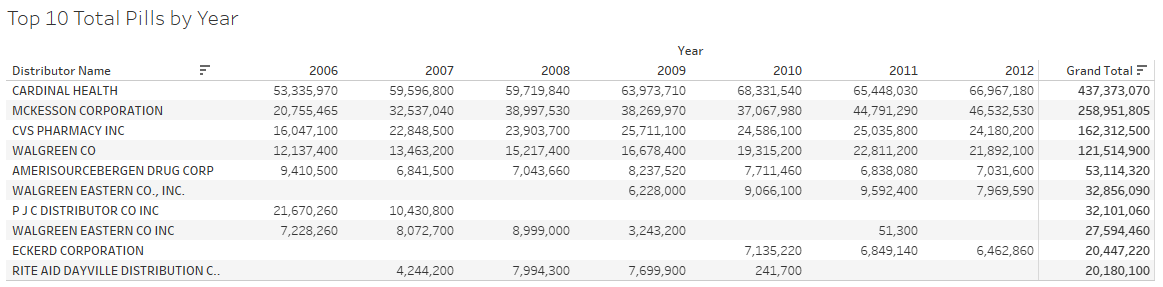 Top 10 Total Pills by Year
Year
Distributor Name 2006 2007 2008 2009 2010 2011 2012 Grand Total
CARDINAL HEALTH 53,335,970 59,596,800 59,719,840 63,973,710 68,331,540 65,448,030 66,967,180 437,373,070
MCKESSON CORPORATION 20,755,465 32,537,040 38,997,530 38,269,970 37,067,980 44,791,290 46,532,530 258,951,805
CVS PHARMACY INC 16,047,100 22,848,500 23,903,700 25,711,100 24,586,100 25,035,800 24,180,200 162,312,500
WALGREEN CO 12,137,400 13,463,200 15,217,400 16,678,400 19,315,200 22,811,200 21,892,100 121,514,900
AMERISOURCEBERGEN DRUG CORP 9,410,500 6,841,500 7,043,660 8,237,520 7,711,460 6,838,080 7,031,600 53,114,320
WALGREEN EASTERN CO., INC. 6,228,000 9,066,100 9,592,400 7,969,590 32,856,090
P J C DISTRIBUTOR CO INC 21,670,260 10,430,800 32,101,060
WALGREEN EASTERN CO INC 7,228,260 8,072,700 8,999,000 3,243,200 51,300 27,594,460
ECKERD CORPORATION 7,135,220 6,849,140 6,462,860 20,447,220
RITE AID DAYVILLE DISTRIBUTION C.. 4,244,200 7,994,300 7,699,900 241,700 20,180,100